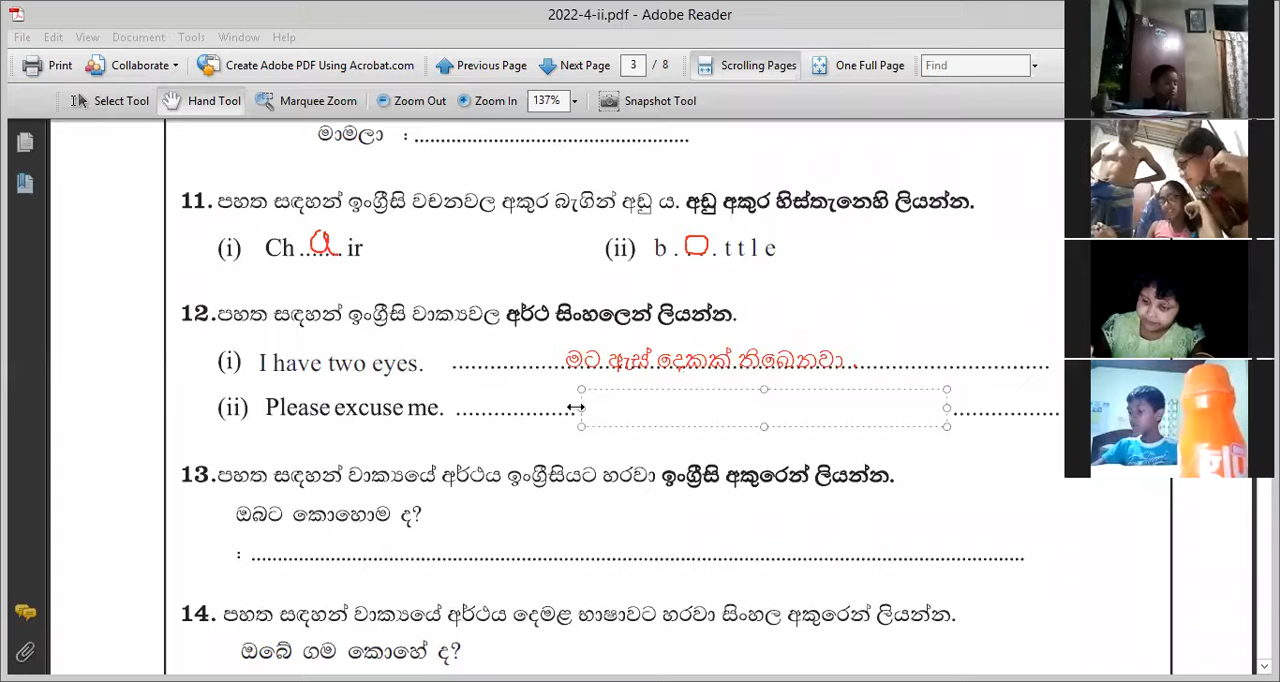 2022-4-ii.pdf - Adobe Reader
File Edit View Document Tools Window Help
Print Collaborate Create Adobe PDF Using Acrobat.com Previous Page Next Page 3 / 8 Scrolling Pages One Full Page Find
Select Tool Hand Tool Marquee Zoom Zoom Out Zoom In 137% Snapshot Tool
මාමලා : ....................................................
11. පහත සඳහන් ඉංග්‍රීසි වචනවල අකුර බැගින් අඩු ය. අඩු අකුර හිස්තැනෙහි ලියන්න.
(i) Ch ..a.. ir (ii) b . o . t t l e
12. පහත සඳහන් ඉංග්‍රීසි වාක්‍යවල අර්ථ සිංහලෙන් ලියන්න.
(i) I have two eyes. ......මට ඇස් දෙකක් තිබෙනවා ......
(ii) Please excuse me. ....................................
13. පහත සඳහන් වාක්‍යයේ අර්ථය ඉංග්‍රීසියට හරවා ඉංග්‍රීසි අකුරෙන් ලියන්න.
ඔබට කොහොම ද?
: ....................................................
14. පහත සඳහන් වාක්‍යයේ අර්ථය දෙමළ භාෂාවට හරවා සිංහල අකුරෙන් ලියන්න.
ඔබේ ගම කොහේ ද?